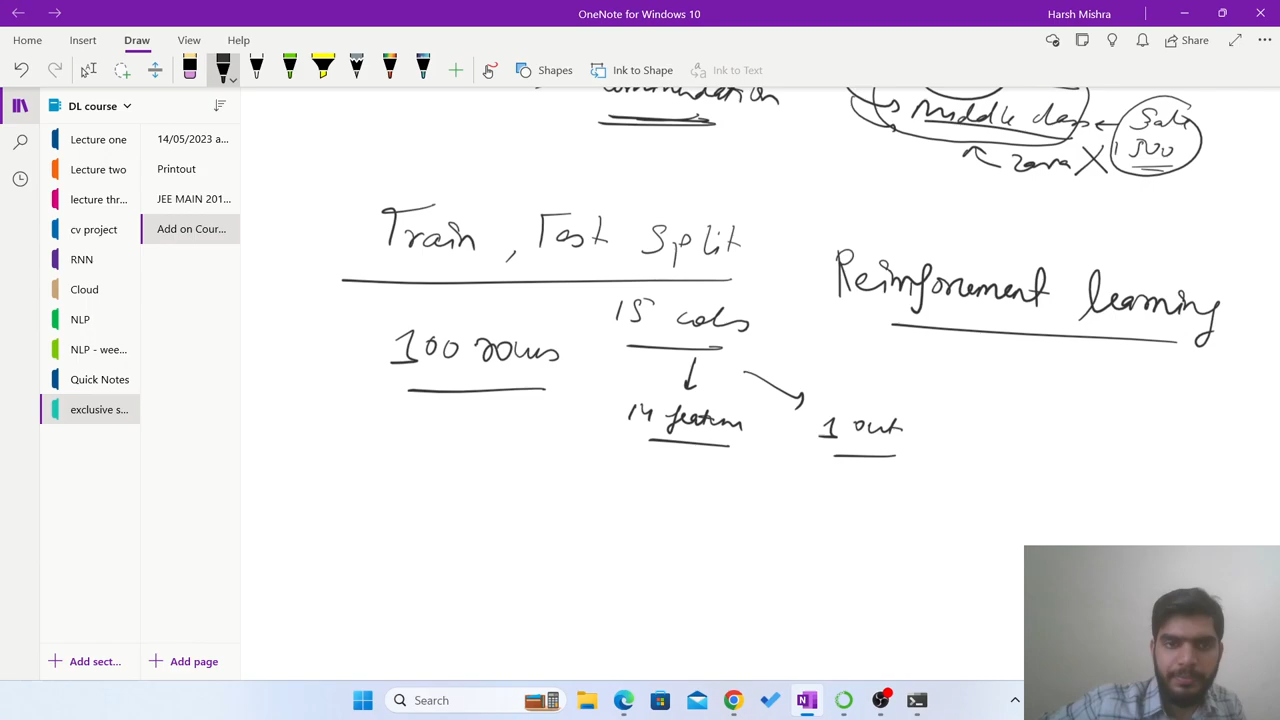 OneNote for Windows 10
Harsh Mishra
Home Insert Draw View Help
Share
Shapes
Ink to Shape
Ink to Text
DL course
Lecture one
Lecture two
lecture thr...
cv project
RNN
Cloud
NLP
NLP - wee...
Quick Notes
exclusive s...
14/05/2023 a...
Printout
JEE MAIN 201...
Add on Cour...
middle class
Sale
500
zara X
Train, Test Split
Reinforement learning
15 cols
100 rows
14 feature
1 out
Add sect...
Add page
Search